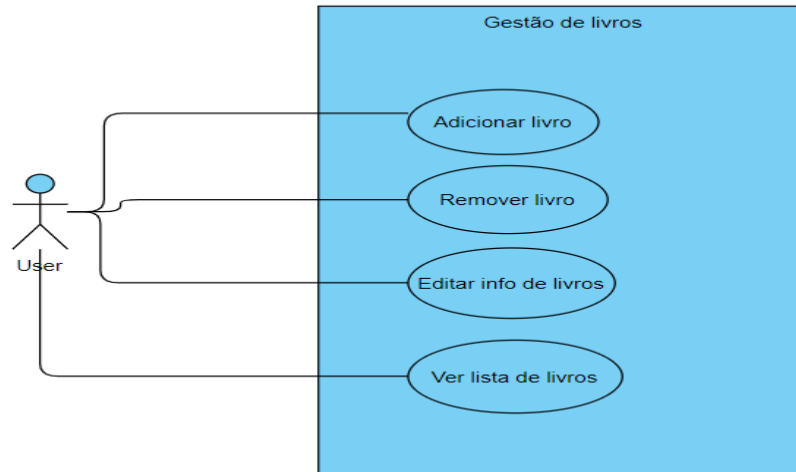 Gestão de livros
Adicionar livro
Remover livro
User
Editar info de livros
Ver lista de livros